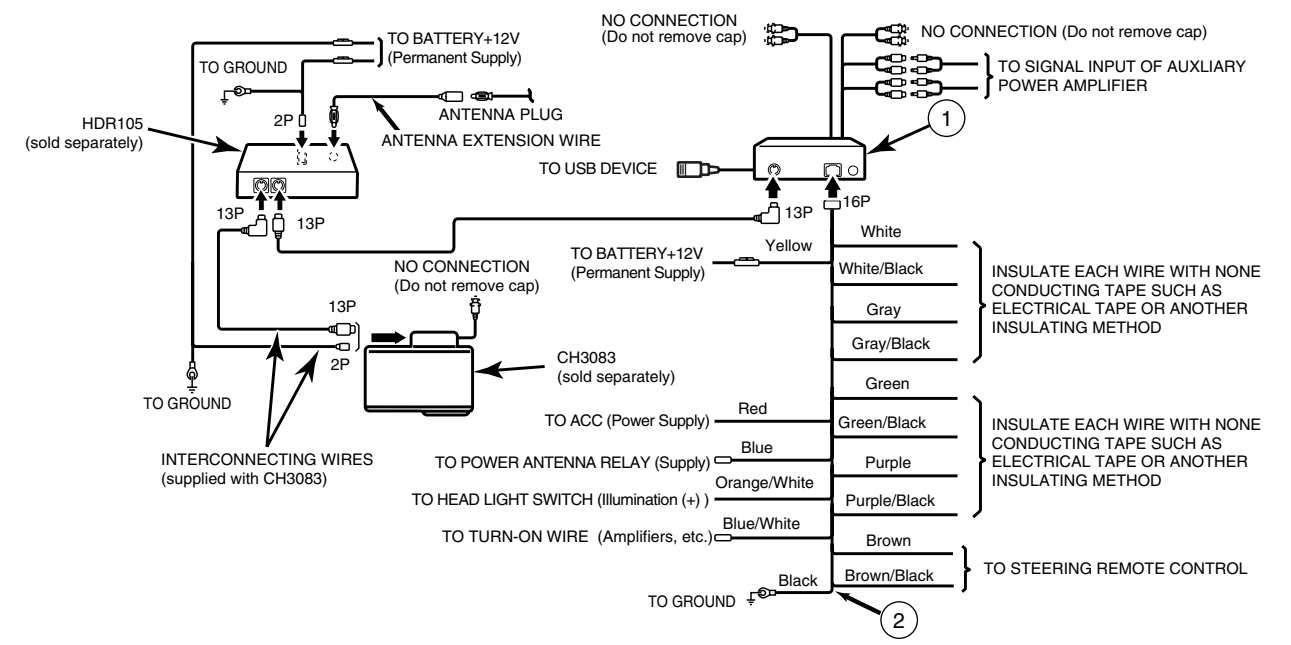 NO CONNECTION
(Do not remove cap)
NO CONNECTION (Do not remove cap)
TO SIGNAL INPUT OF AUXLIARY
POWER AMPLIFIER
1
TO BATTERY+12V
(Permanent Supply)
TO GROUND
2P
ANTENNA PLUG
ANTENNA EXTENSION WIRE
HDR105
(sold separately)
13P
13P
TO USB DEVICE
13P
16P
NO CONNECTION
(Do not remove cap)
13P
2P
CH3083
(sold separately)
TO GROUND
INTERCONNECTING WIRES
(supplied with CH3083)
TO BATTERY+12V
(Permanent Supply)
Yellow
TO ACC (Power Supply)
Red
TO POWER ANTENNA RELAY (Supply)
Blue
TO HEAD LIGHT SWITCH (Illumination (+) )
Orange/White
TO TURN-ON WIRE (Amplifiers, etc.)
Blue/White
TO GROUND
Black
White
White/Black
Gray
Gray/Black
INSULATE EACH WIRE WITH NONE
CONDUCTING TAPE SUCH AS
ELECTRICAL TAPE OR ANOTHER
INSULATING METHOD
Green
Green/Black
Purple
Purple/Black
INSULATE EACH WIRE WITH NONE
CONDUCTING TAPE SUCH AS
ELECTRICAL TAPE OR ANOTHER
INSULATING METHOD
Brown
Brown/Black
TO STEERING REMOTE CONTROL
2